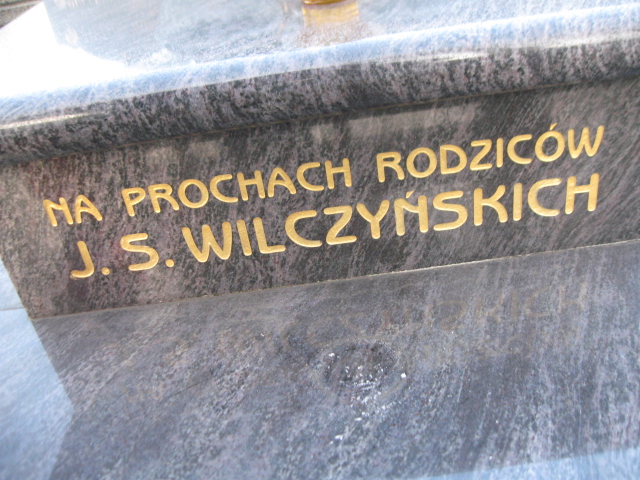 NA PROCHACH RODZICÓW
J. S. WILCZYŃSKICH